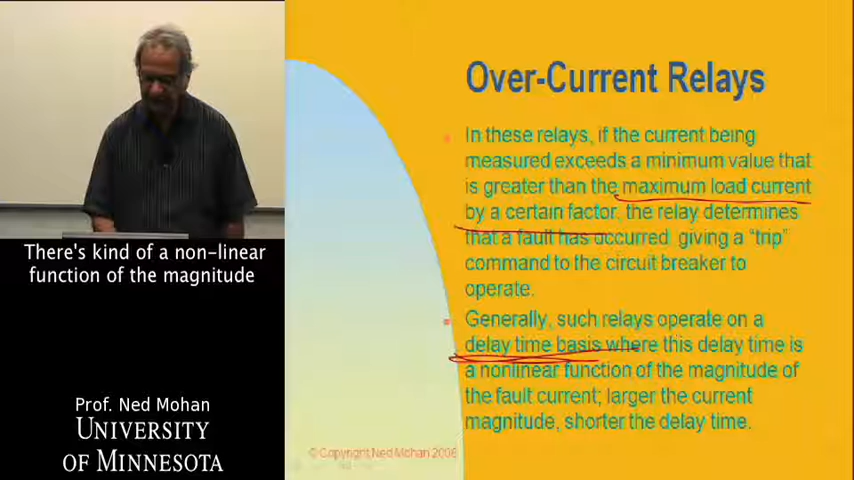 Over-Current Relays
In these relays, if the current being
measured exceeds a minimum value that
is greater than the maximum load current
by a certain factor, the relay determines
that a fault has occurred, giving a "trip"
command to the circuit breaker to
operate.
Generally, such relays operate on a
delay time basis where this delay time is
a nonlinear function of the magnitude of
the fault current; larger the current
magnitude, shorter the delay time.
© Copyright Ned Mohan 2006
There's kind of a non-linear
function of the magnitude
Prof. Ned Mohan
UNIVERSITY
OF MINNESOTA